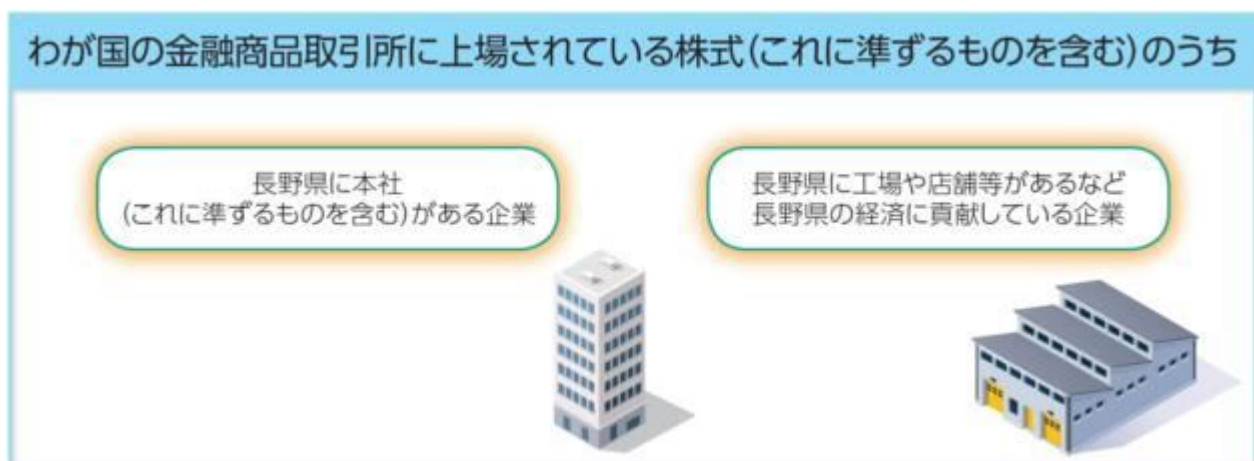 わが国の金融商品取引所に上場されている株式(これに準ずるものを含む)のうち
長野県に本社
(これに準ずるものを含む)がある企業
長野県に工場や店舗等があるなど
長野県の経済に貢献している企業